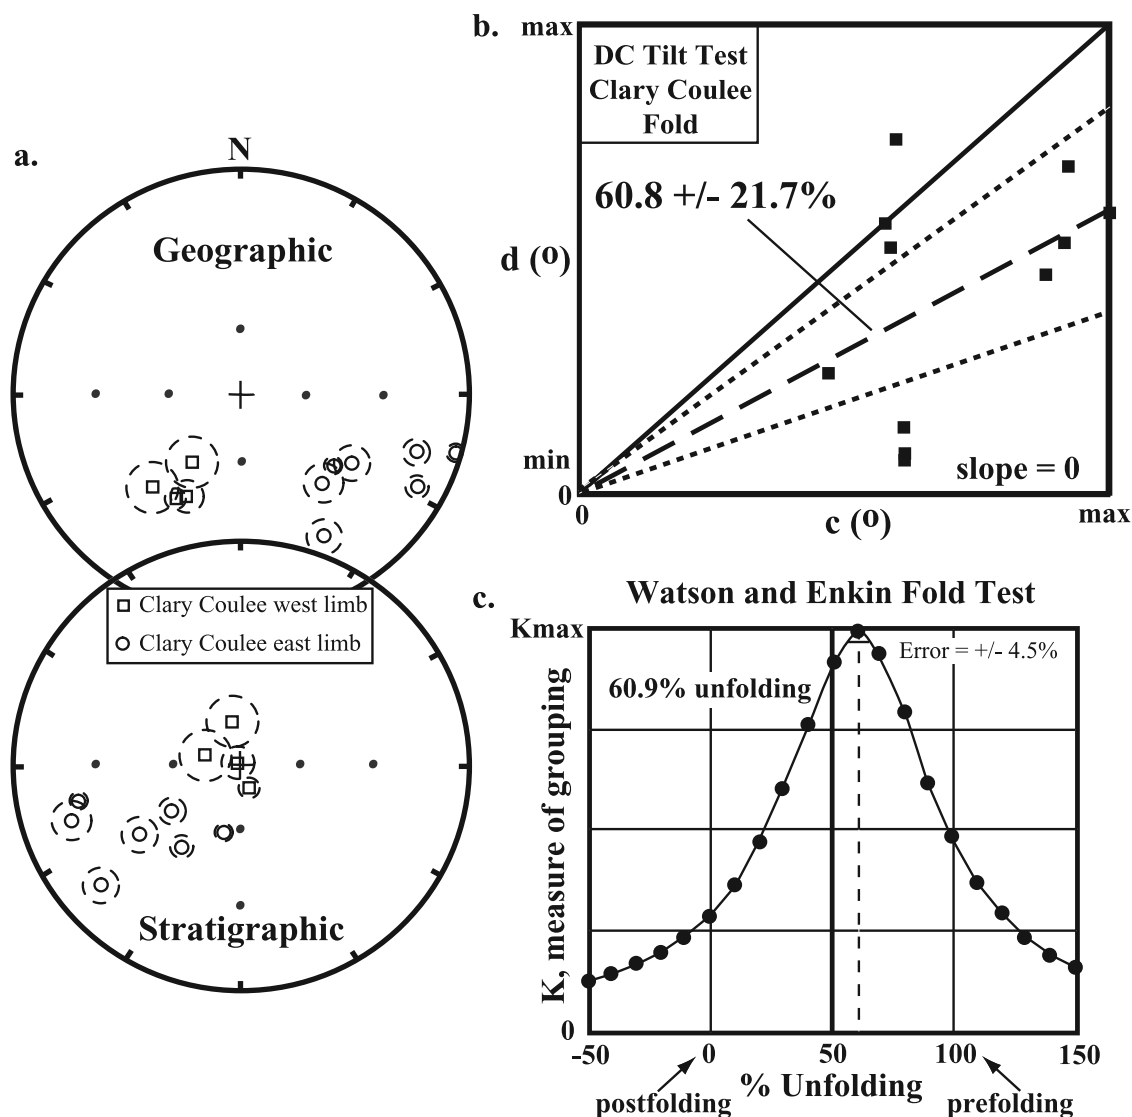 a.
N
Geographic
Clary Coulee west limb
Clary Coulee east limb
Stratigraphic
b.
max
DC Tilt Test
Clary Coulee
Fold
60.8 +/- 21.7%
d (o)
min
0
slope = 0
0
c (o)
max
c.
Watson and Enkin Fold Test
Kmax
Error = +/- 4.5%
60.9% unfolding
K, measure of grouping
0
-50 0 50 100 150
% Unfolding
postfolding prefolding